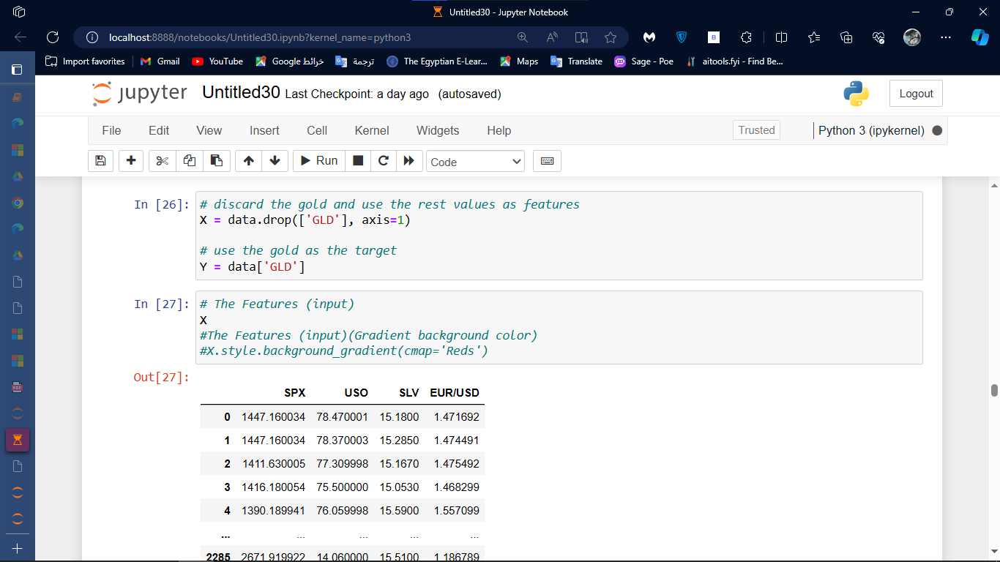 Untitled30 - Jupyter Notebook
localhost:8888/notebooks/Untitled30.ipynb?kernel_name=python3
Import favorites Gmail YouTube Google خرائط ترجمة The Egyptian E-Lear... Maps Translate Sage - Poe aitools.fyi - Find Be...
jupyter Untitled30 Last Checkpoint: a day ago (autosaved) Logout
File Edit View Insert Cell Kernel Widgets Help Trusted Python 3 (ipykernel)
Run Code
In [26]: # discard the gold and use the rest values as features
X = data.drop(['GLD'], axis=1)
# use the gold as the target
Y = data['GLD']
In [27]: # The Features (input)
X
#The Features (input)(Gradient background color)
#X.style.background_gradient(cmap='Reds')
Out[27]:
SPX USO SLV EUR/USD
0 1447.160034 78.470001 15.1800 1.471692
1 1447.160034 78.370003 15.2850 1.474491
2 1411.630005 77.309998 15.1670 1.475492
3 1416.180054 75.500000 15.0530 1.468299
4 1390.189941 76.059998 15.5900 1.557099
... ... ... ... ...
2285 2671.919922 14.060000 15.5100 1.186789